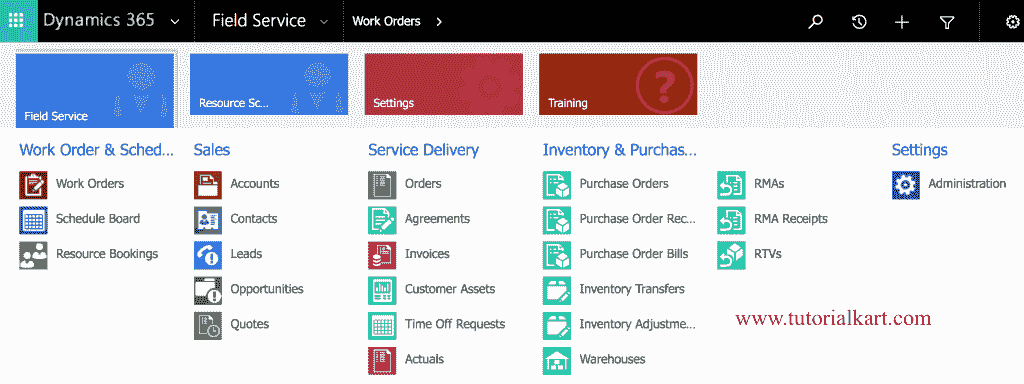 Dynamics 365 Field Service Work Orders
Field Service
Resource Sc...
Settings
Training
Work Order & Sched...
Work Orders
Schedule Board
Resource Bookings
Sales
Accounts
Contacts
Leads
Opportunities
Quotes
Service Delivery
Orders
Agreements
Invoices
Customer Assets
Time Off Requests
Actuals
Inventory & Purchas...
Purchase Orders
Purchase Order Rec...
Purchase Order Bills
Inventory Transfers
Inventory Adjustme...
Warehouses
RMAs
RMA Receipts
RTVs
Settings
Administration
www.tutorialkart.com